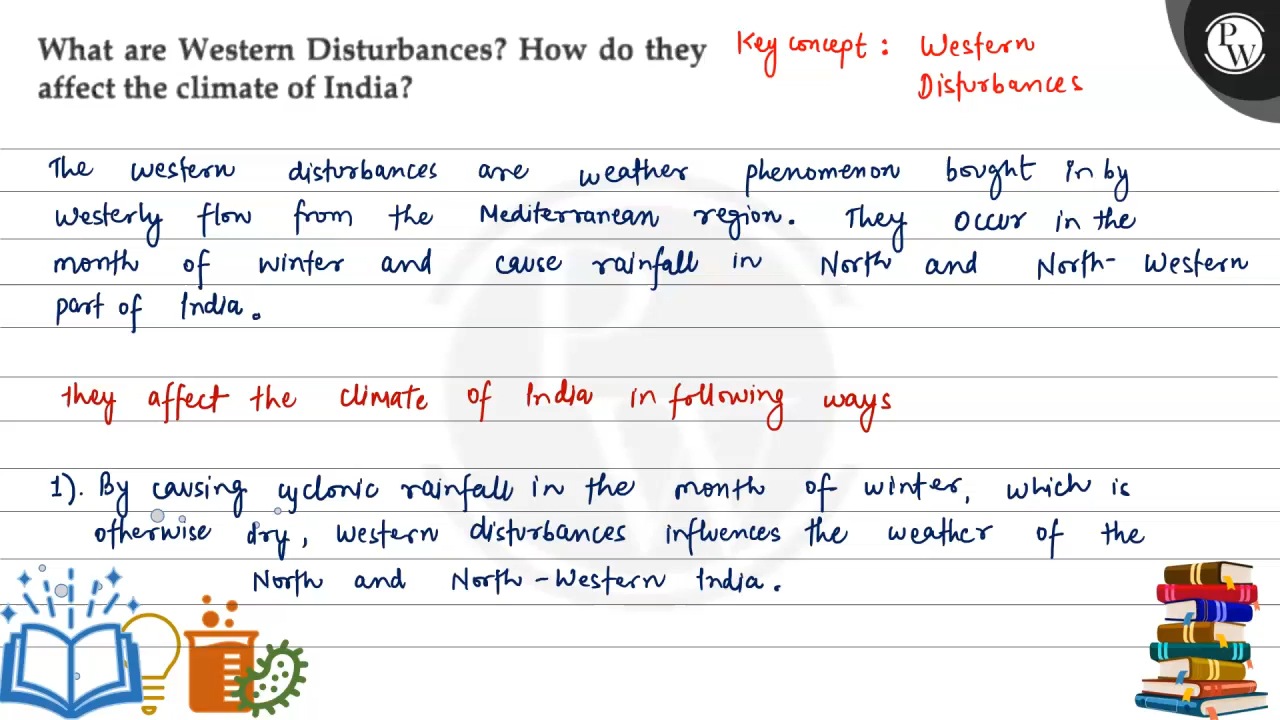 What are Western Disturbances? How do they
affect the climate of India?
Key concept : Western
Disturbances
PW
The western disturbances are weather phenomenon bought in by
westerly flow from the Mediterranean region. They occur in the
month of winter and cause rainfall in North and North-Western
part of India.
they affect the climate of India in following ways
1). By causing cyclonic rainfall in the month of winter, which is
otherwise dry, western disturbances influences the weather of the
North and North-Western India.